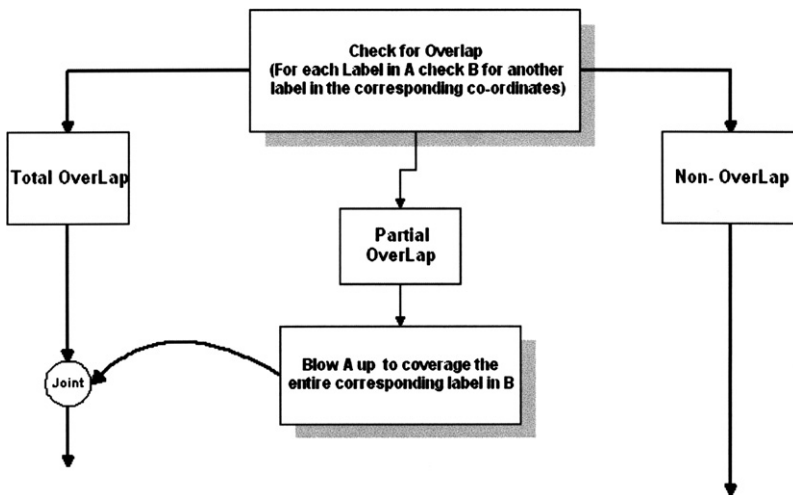 Check for Overlap
(For each Label in A check B for another
label in the corresponding co-ordinates)
Total OverLap
Non- OverLap
Partial
OverLap
Blow A up to coverage the
entire corresponding label in B
Joint